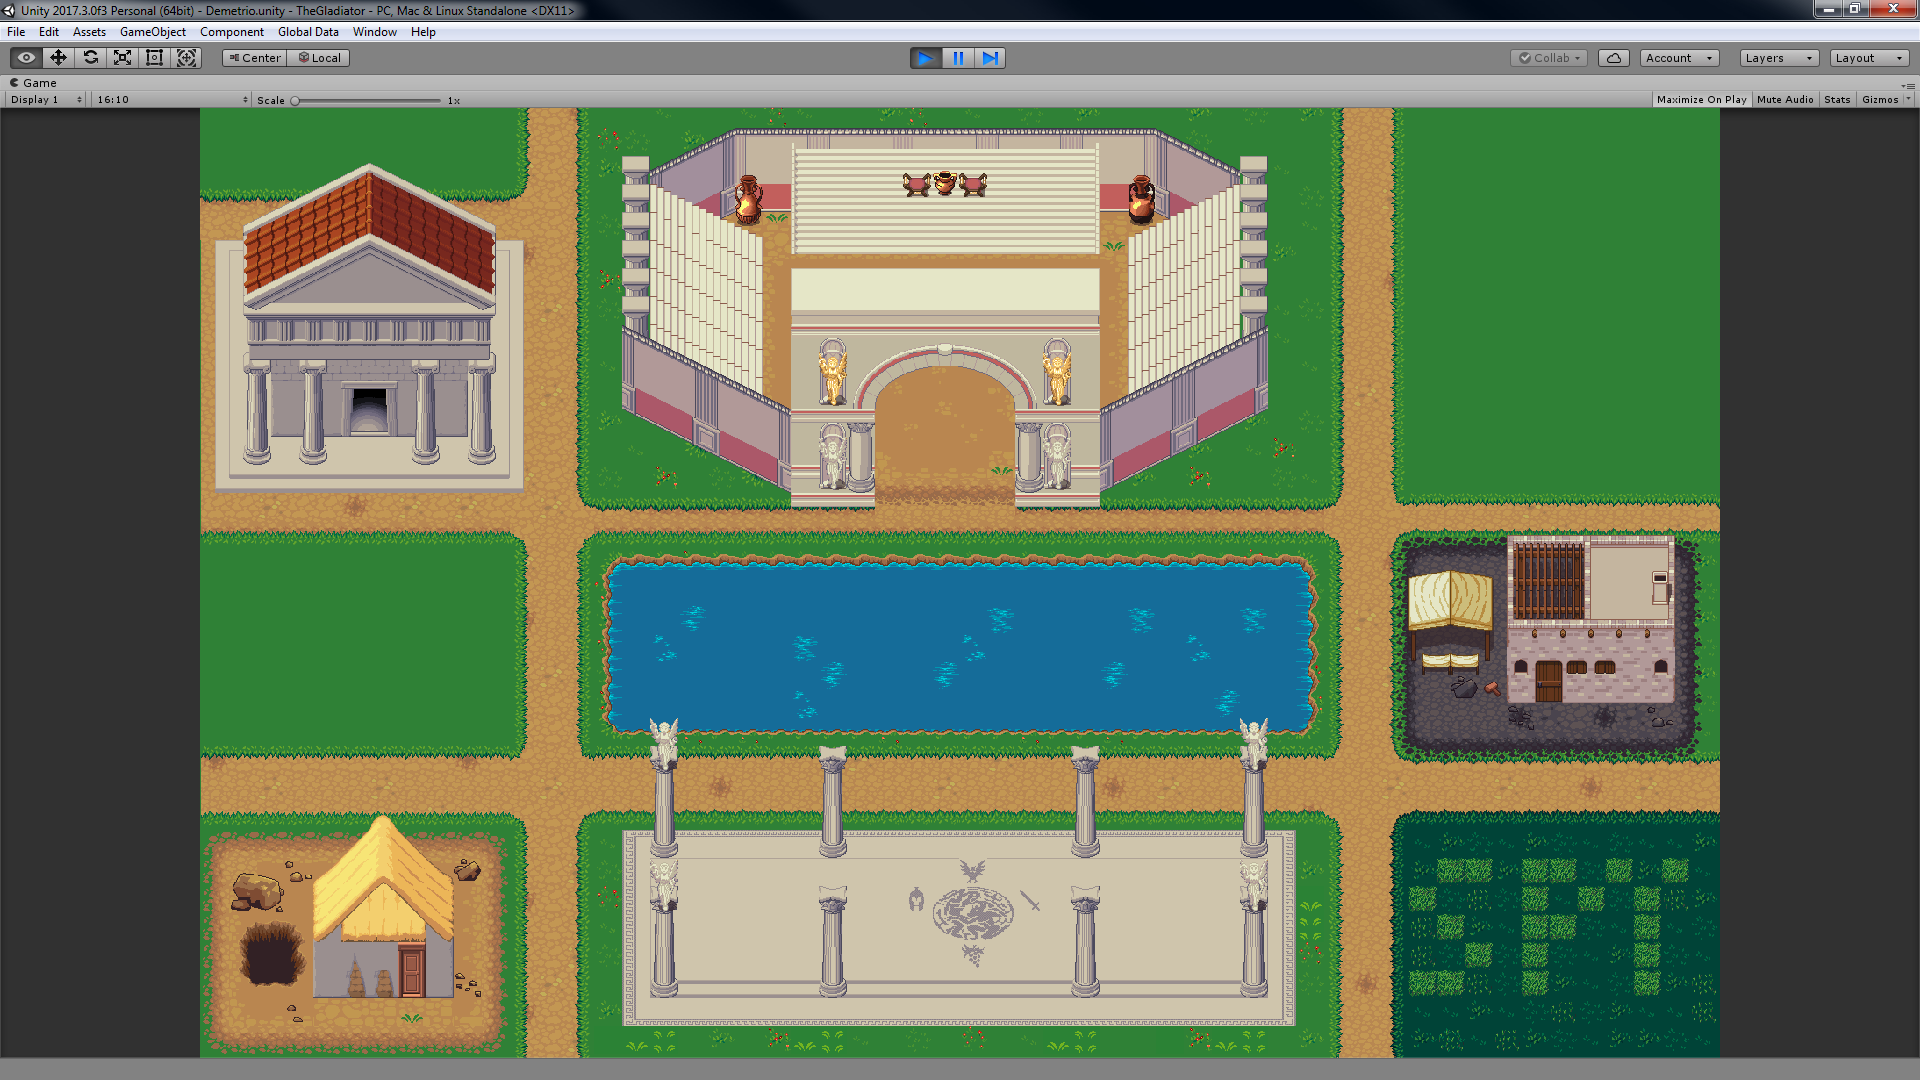 Unity 2017.3.0f3 Personal (64bit) - Demetrio.unity - TheGladiator - PC, Mac & Linux Standalone <DX11>
File Edit Assets GameObject Component Global Data Window Help
Center Local Collab Account Layers Layout
Game
Display 1 16:10 Scale 1x Maximize On Play Mute Audio Stats Gizmos
SPY